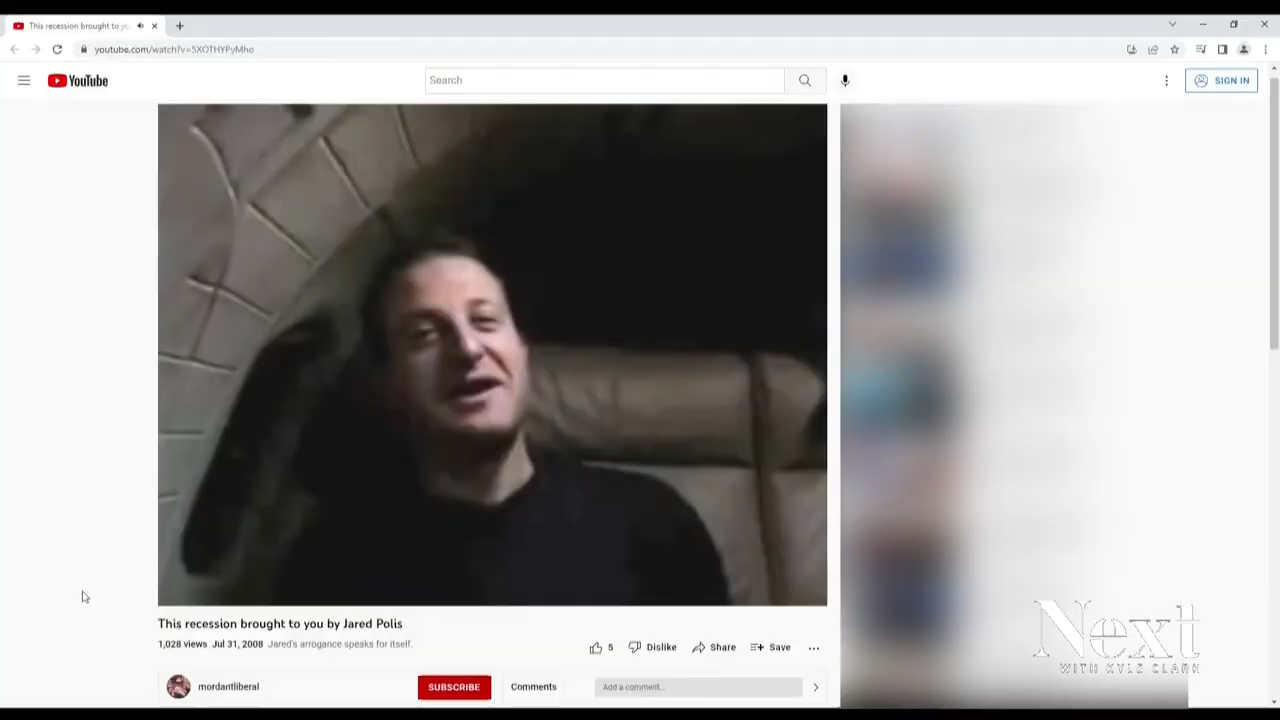 This recession brought to yo
youtube.com/watch?v=5XOTHYPyMho
YouTube
Search
SIGN IN
This recession brought to you by Jared Polis
1,028 views Jul 31, 2008 Jared's arrogance speaks for itself.
5 Dislike Share Save
mordantliberal
SUBSCRIBE
Comments
Add a comment...
Next
WITH KYLE CLARK